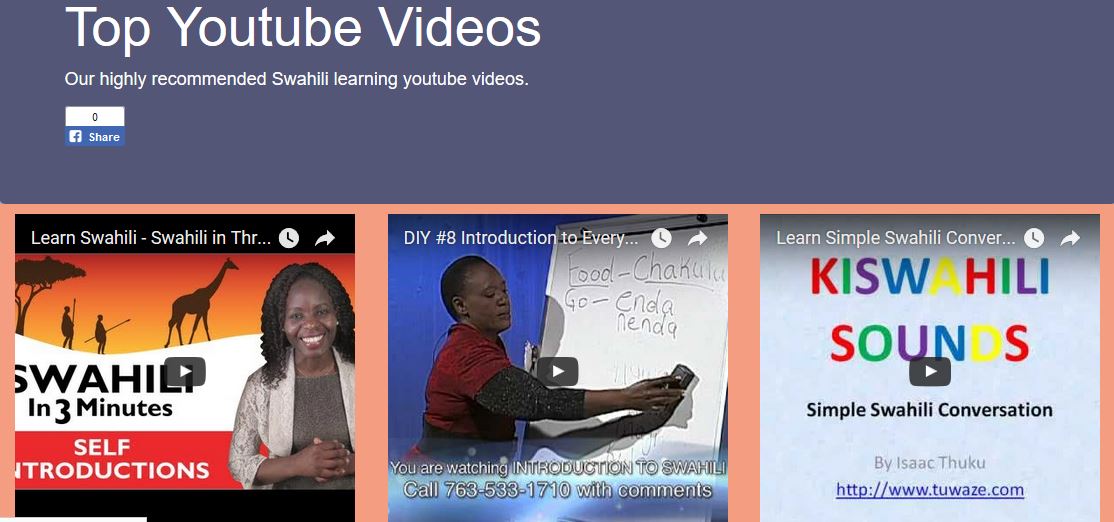 Top Youtube Videos
Our highly recommended Swahili learning youtube videos.
0
Share
Learn Swahili - Swahili in Thr...
SWAHILI
In 3 Minutes
SELF
NTRODUCTIONS
DIY #8 Introduction to Every...
Food - Chakula
Go - enda
nenda
You are watching INTRODUCTION TO SWAHILI
Call 763-533-1710 with comments
Learn Simple Swahili Conver...
KISWAHILI
SOUNDS
Simple Swahili Conversation
By Isaac Thuku
http://www.tuwaze.com